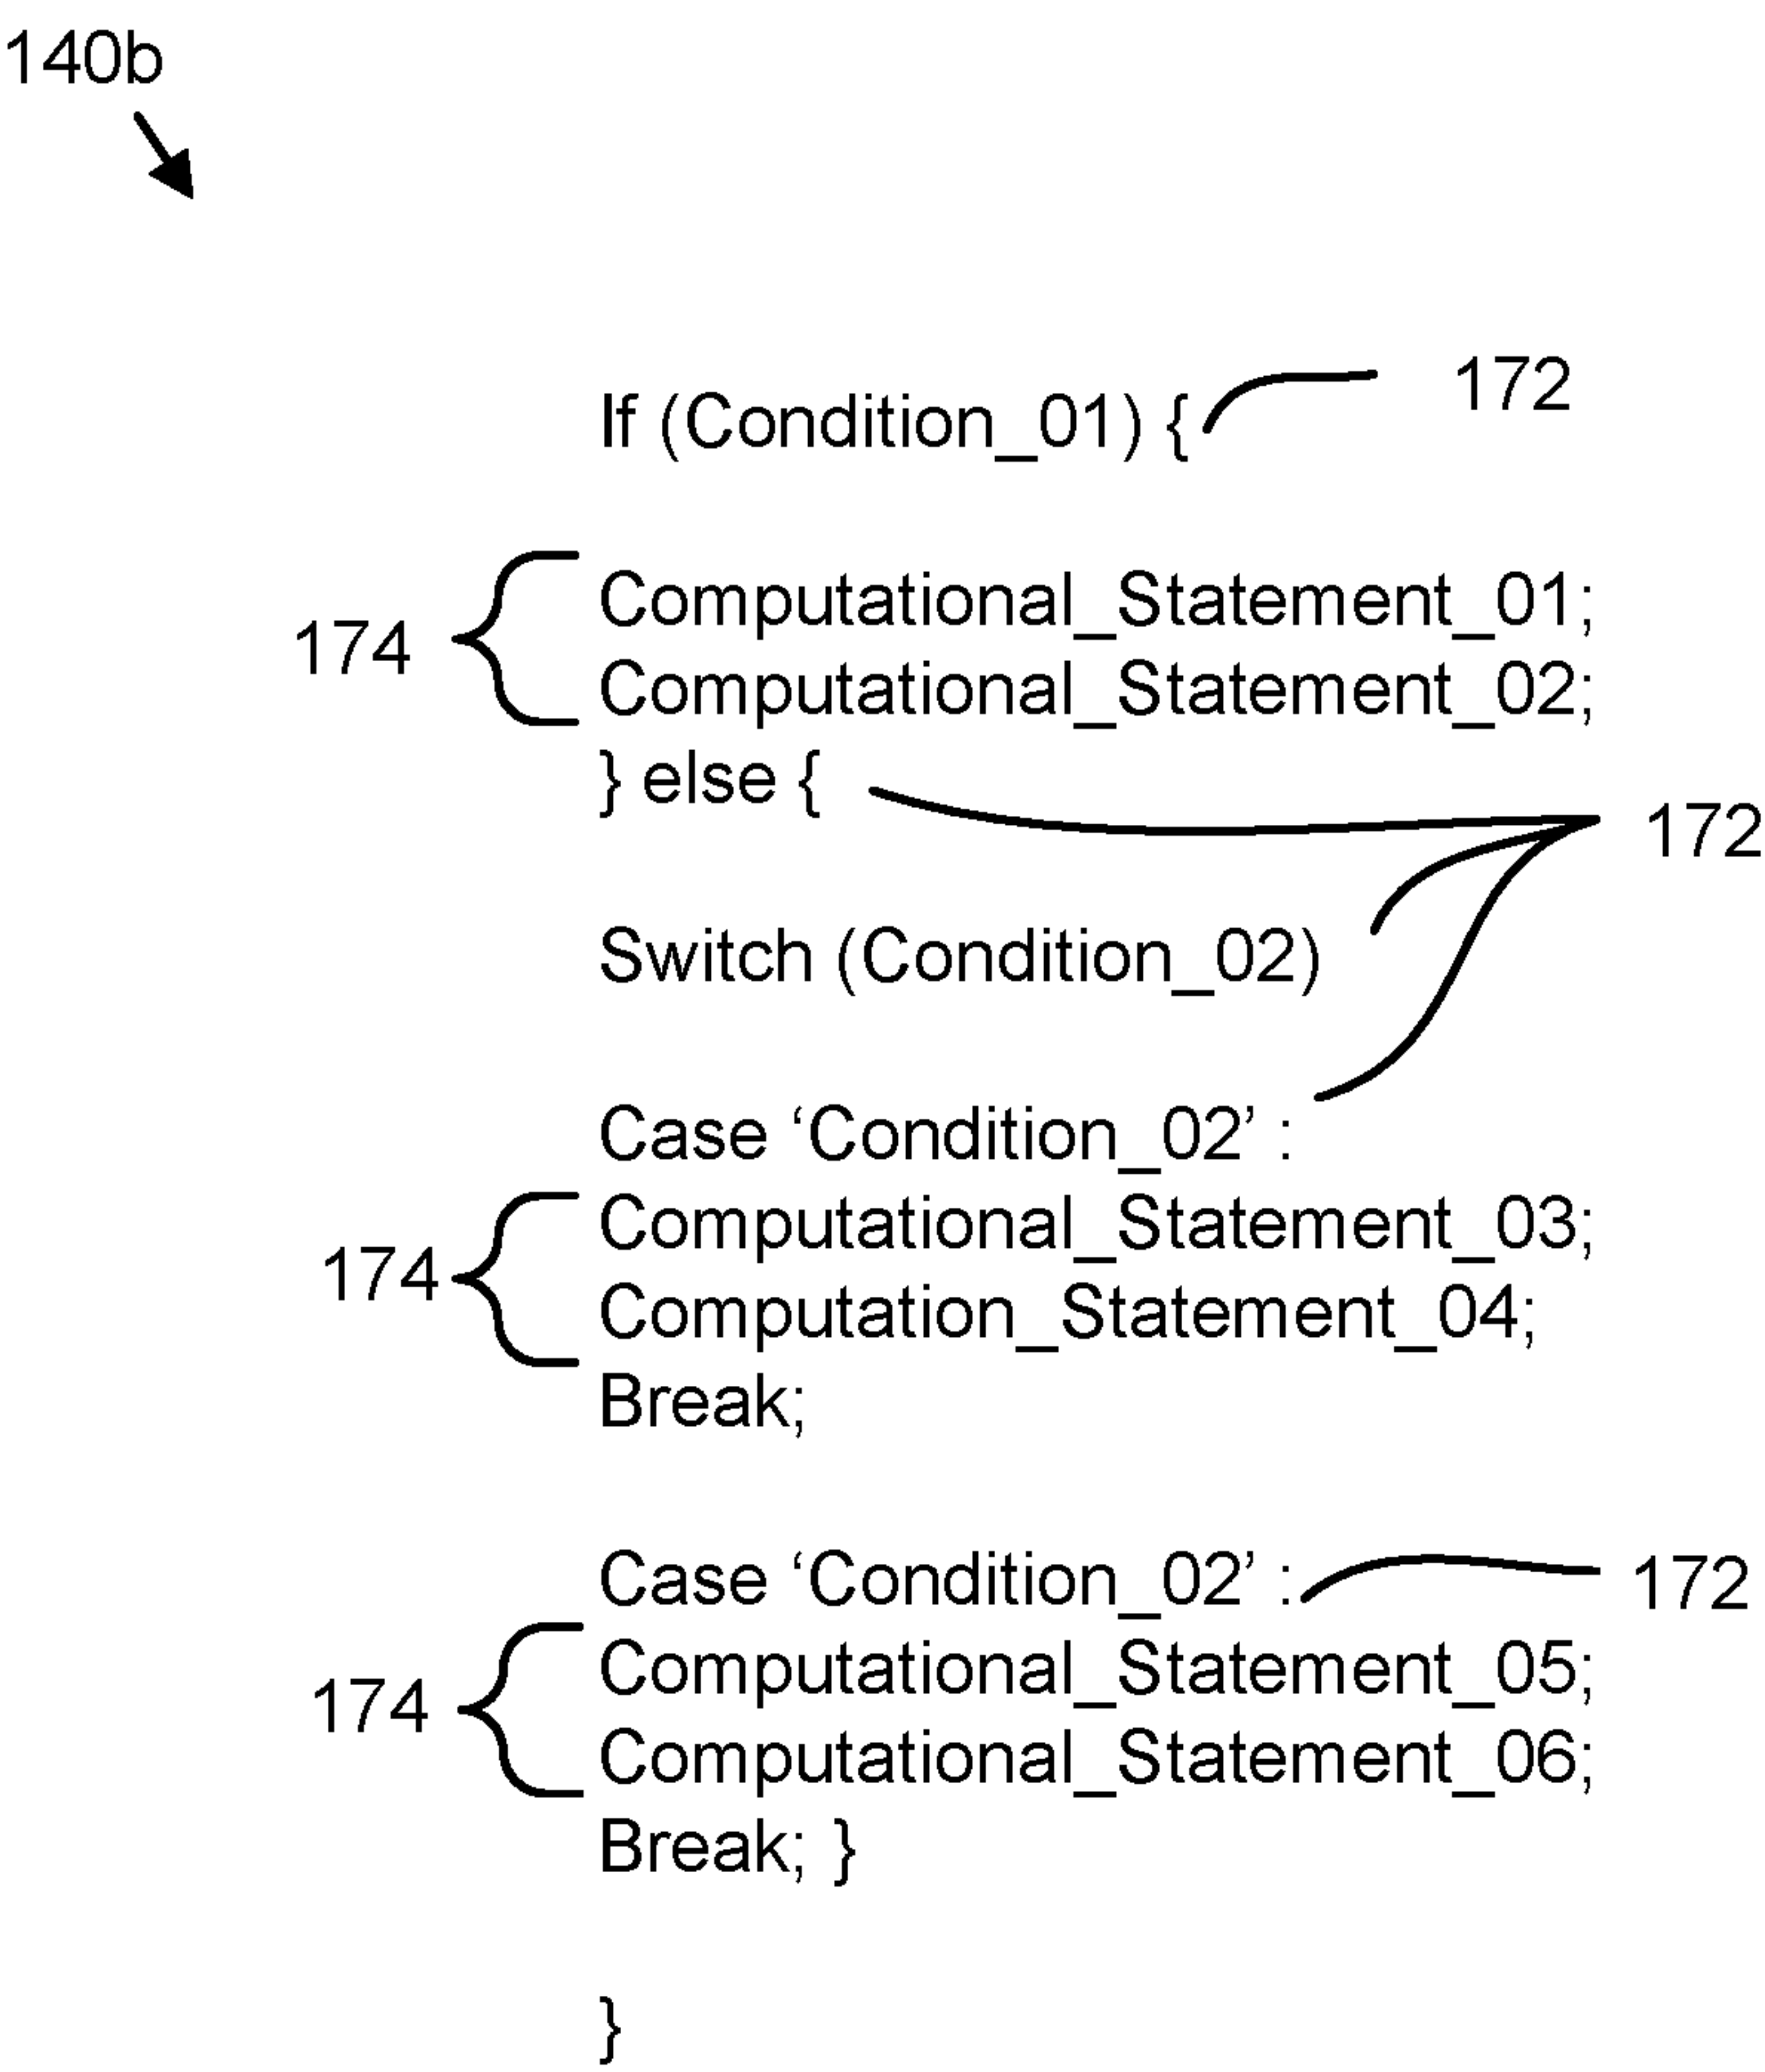 140b
If (Condition_01) { 172
Computational_Statement_01;
174
Computational_Statement_02;
} else {
172
Switch (Condition_02)
Case ‘Condition_02’ :
Computational_Statement_03;
174
Computation_Statement_04;
Break;
Case ‘Condition_02’ : 172
Computational_Statement_05;
174
Computational_Statement_06;
Break; }
}